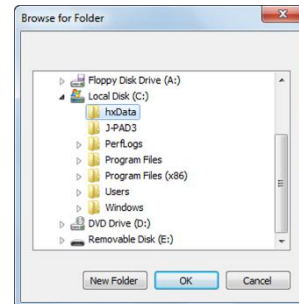 Browse for Folder
Floppy Disk Drive (A:)
Local Disk (C:)
hxData
J-PAD3
PerfLogs
Program Files
Program Files (x86)
Users
Windows
DVD Drive (D:)
Removable Disk (E:)
New Folder OK Cancel